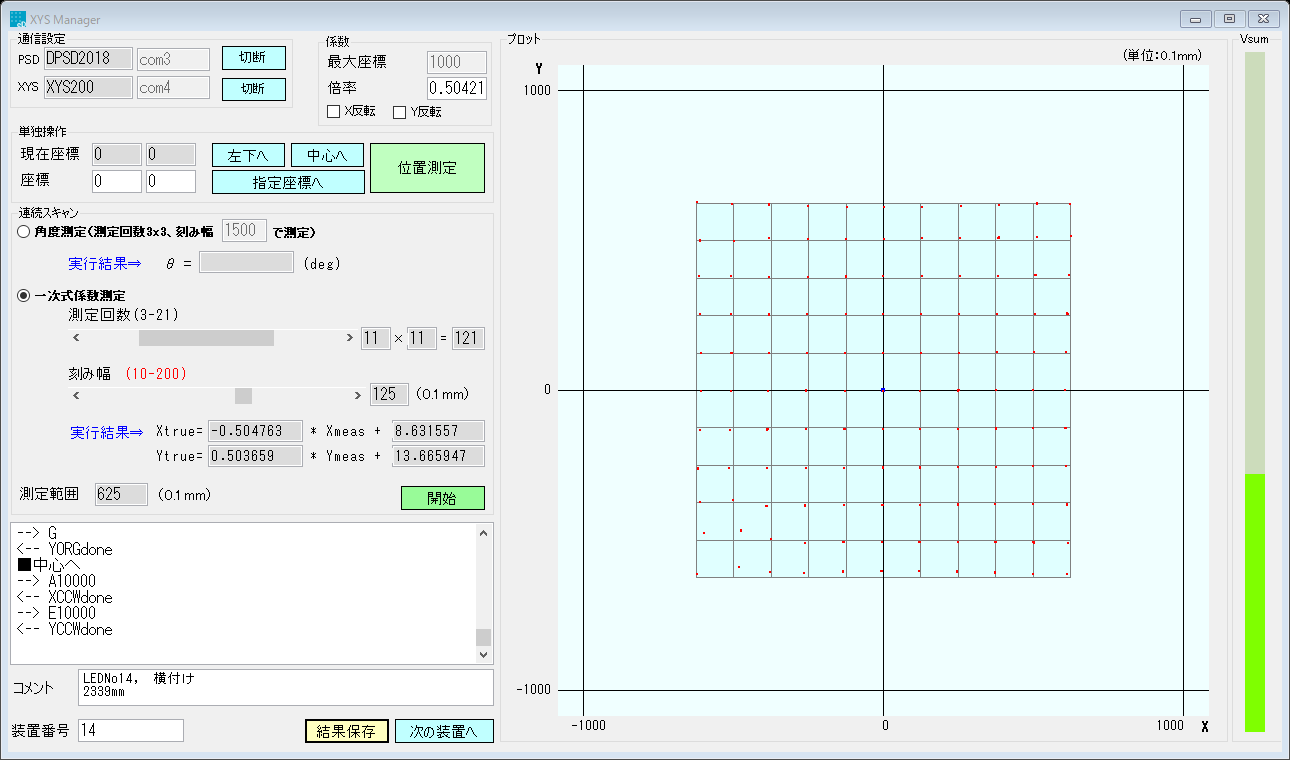 XYS Manager
通信設定
PSD DPSD2018 com3 切断
XYS XYS200 com4 切断
係数
最大座標 1000
倍率 0.50421
X反転 Y反転
単独操作
現在座標 0 0 左下へ 中心へ 位置測定
座標 0 0 指定座標へ
連続スキャン
角度測定(測定回数3x3、刻み幅 1500 で測定)
実行結果⇒ θ = (deg)
一次式係数測定
測定回数(3-21)
< > 11 × 11 = 121
刻み幅 (10-200)
< > 125 (0.1mm)
実行結果⇒ Xtrue= -0.504763 * Xmeas + 8.631557
Ytrue= 0.503659 * Ymeas + 13.665947
測定範囲 625 (0.1mm) 開始
--> G
<-- YORGdone
■中心へ
--> A10000
<-- XCCWdone
--> E10000
<-- YCCWdone
コメント LEDNo14, 横付け
2339mm
装置番号 14 結果保存 次の装置へ
プロット
(単位:0.1mm)
Y
1000
0
-1000
-1000 0 1000 X
Vsum